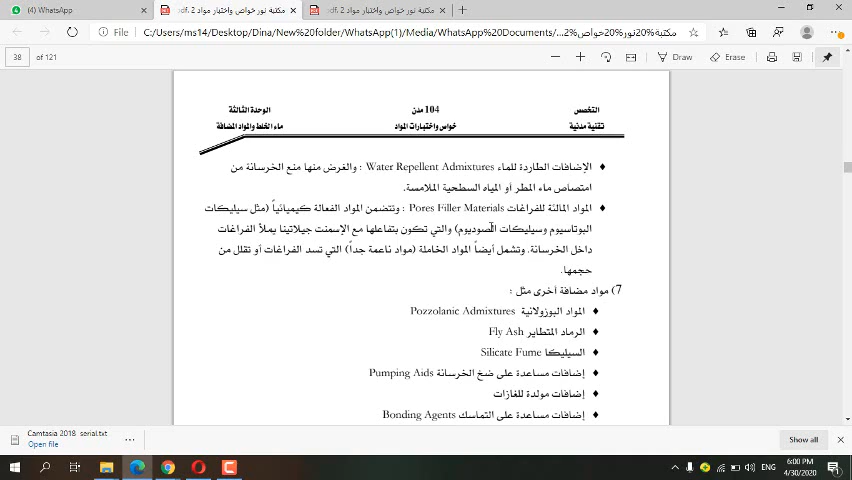 (4) WhatsApp
مكتبة نور خواص واختبار مواد 2 .pdf
مكتبة نور خواص واختبار مواد 2 .pdf
File
C:/Users/ms14/Desktop/Dina/New%20folder/WhatsApp(1)/Media/WhatsApp%20Documents/...مكتبة%20نور%20خواص%2
38 of 121
Draw
Erase
التخصص
104 مدن
الوحدة الثالثة
تقنية مدنية
خواص واختبارات المواد
ماء الخلط والمواد المضافة
♦ الإضافات الطاردة للماء Water Repellent Admixtures : والغرض منها منع الخرسانة من
امتصاص ماء المطر أو المياه السطحية الملامسة.
♦ المواد المالئة للفراغات Pores Filler Materials : وتتضمن المواد الفعالة كيميائياً (مثل سيليكات
البوتاسيوم وسيليكات الصوديوم) والتي تكون بتفاعلها مع الإسمنت جيلاتينا يملأ الفراغات
داخل الخرسانة. وتشمل أيضاً المواد الخاملة (مواد ناعمة جداً) التي تسد الفراغات أو تقلل من
حجمها.
7) مواد مضافة أخرى مثل :
♦ المواد البوزولانية Pozzolanic Admixtures
♦ الرماد المتطاير Fly Ash
♦ السيليكا Silicate Fume
♦ إضافات مساعدة على ضخ الخرسانة Pumping Aids
♦ إضافات مولدة للغازات
♦ إضافات مساعدة على التماسك Bonding Agents
Camtasia 2018 serial.txt
Open file
Show all
ENG
6:00 PM
4/30/2020